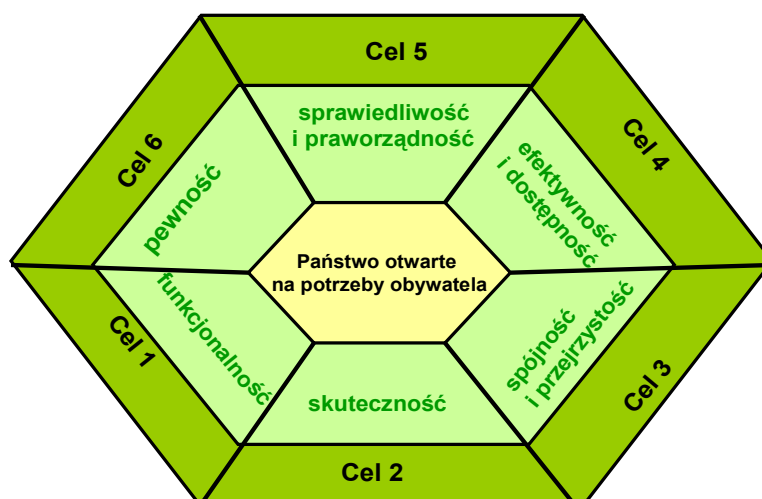 Cel 5
sprawiedliwość
i praworządność
Cel 6
pewność
Cel 4
efektywność
i dostępność
Państwo otwarte
na potrzeby obywatela
Cel 1
funkcjonalność
skuteczność
Cel 2
spójność
i przejrzystość
Cel 3